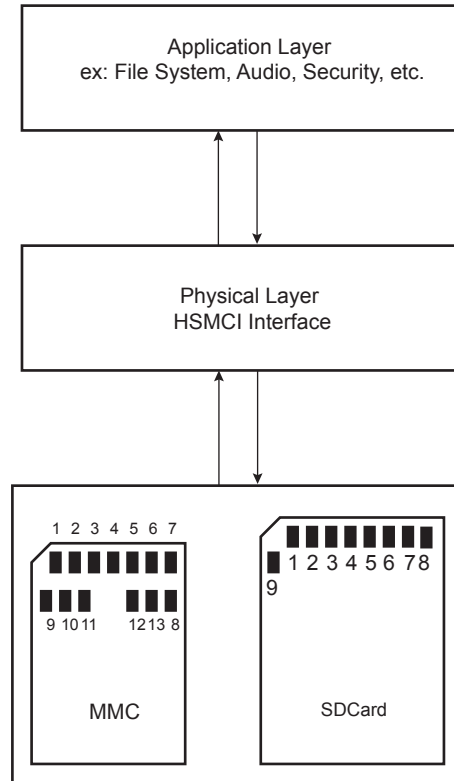 Application Layer
ex: File System, Audio, Security, etc.
Physical Layer
HSMCI Interface
1 2 3 4 5 6 7
9 10 11 12 13 8
MMC
1 2 3 4 5 6 7 8
9
SDCard